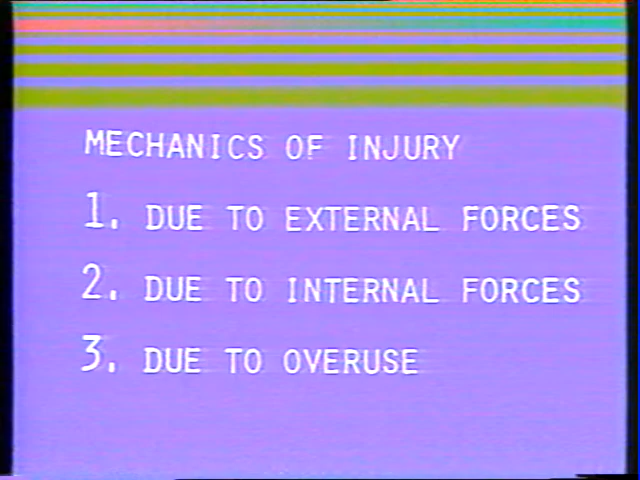 MECHANICS OF INJURY
1. DUE TO EXTERNAL FORCES
2. DUE TO INTERNAL FORCES
3. DUE TO OVERUSE